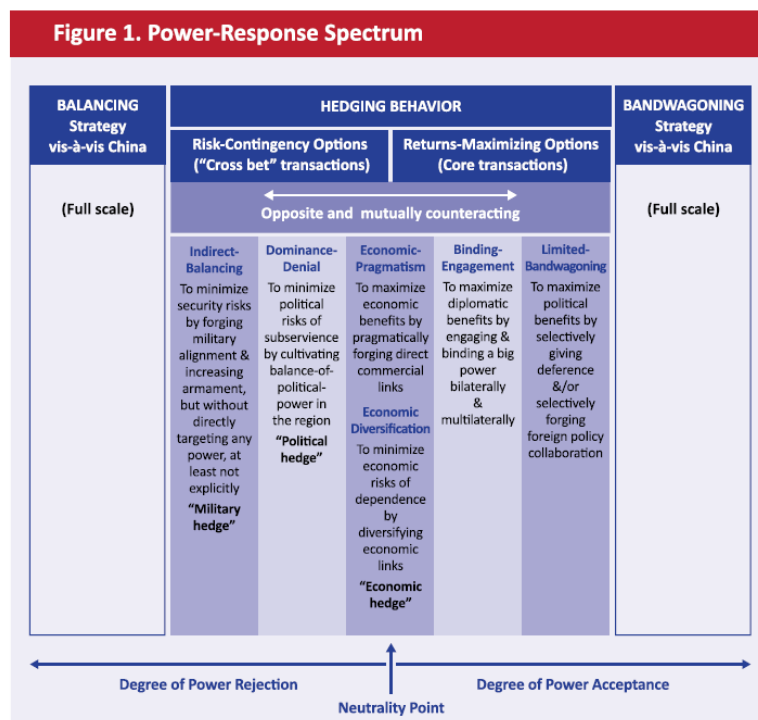 Figure 1. Power-Response Spectrum
BALANCING
Strategy
vis-à-vis China
(Full scale)
HEDGING BEHAVIOR
Risk-Contingency Options
(“Cross bet” transactions)
Returns-Maximizing Options
(Core transactions)
Opposite and mutually counteracting
Indirect-
Balancing
To minimize
security risks
by forging
military
alignment &
increasing
armament,
but without
directly
targeting any
power, at
least not
explicitly
“Military
hedge”
Dominance-
Denial
To minimize
political
risks of
subservience
by cultivating
balance-of-
political-
power in
the region
“Political
hedge”
Economic-
Pragmatism
To maximize
economic
benefits by
pragmatically
forging direct
commercial
links
Economic
Diversification
To minimize
economic
risks of
dependence
by
diversifying
economic
links
“Economic
hedge”
Binding-
Engagement
To maximize
diplomatic
benefits by
engaging &
binding a big
power
bilaterally
&
multilaterally
Limited-
Bandwagoning
To maximize
political
benefits by
selectively
giving
deference
&/or
selectively
forging
foreign policy
collaboration
BANDWAGONING
Strategy
vis-à-vis China
(Full scale)
Degree of Power Rejection
Degree of Power Acceptance
Neutrality Point